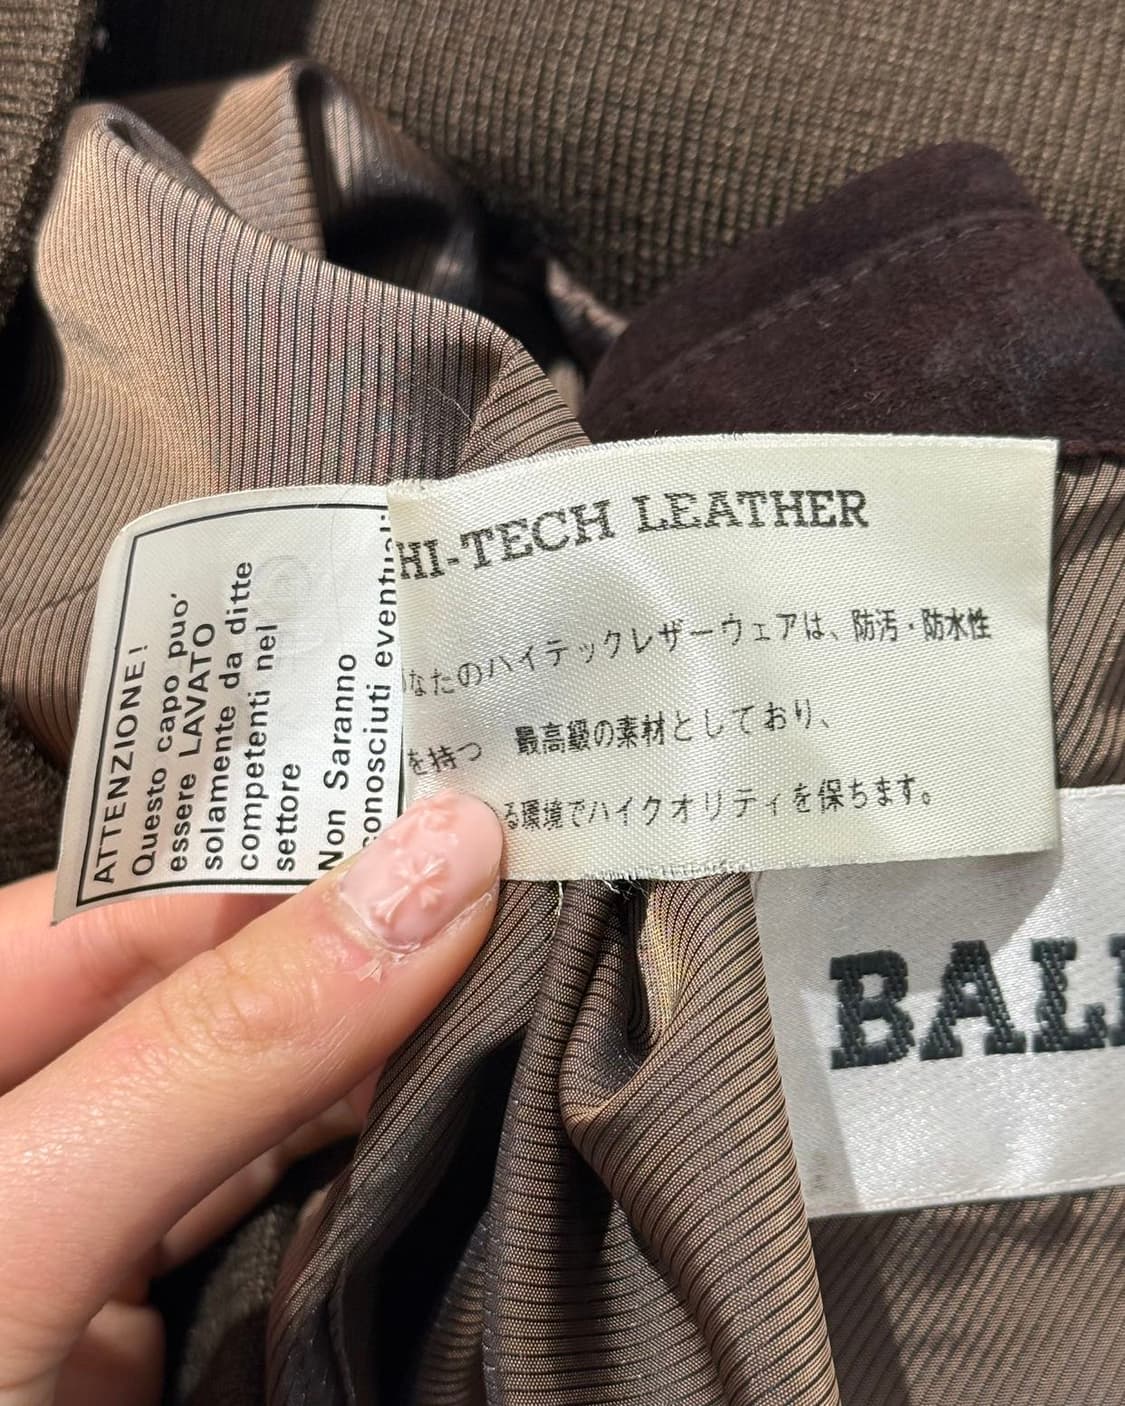 ATTENZIONE!
Questo capo puo'
essere LAVATO
solamente da ditte
competenti nel
settore
Non Saranno
conosciuti eventuali
HI-TECH LEATHER
なたのハイテックレザーウェアは、防汚・防水性
を持つ 最高級の素材としており、
る環境でハイクオリティを保ちます。
BAL